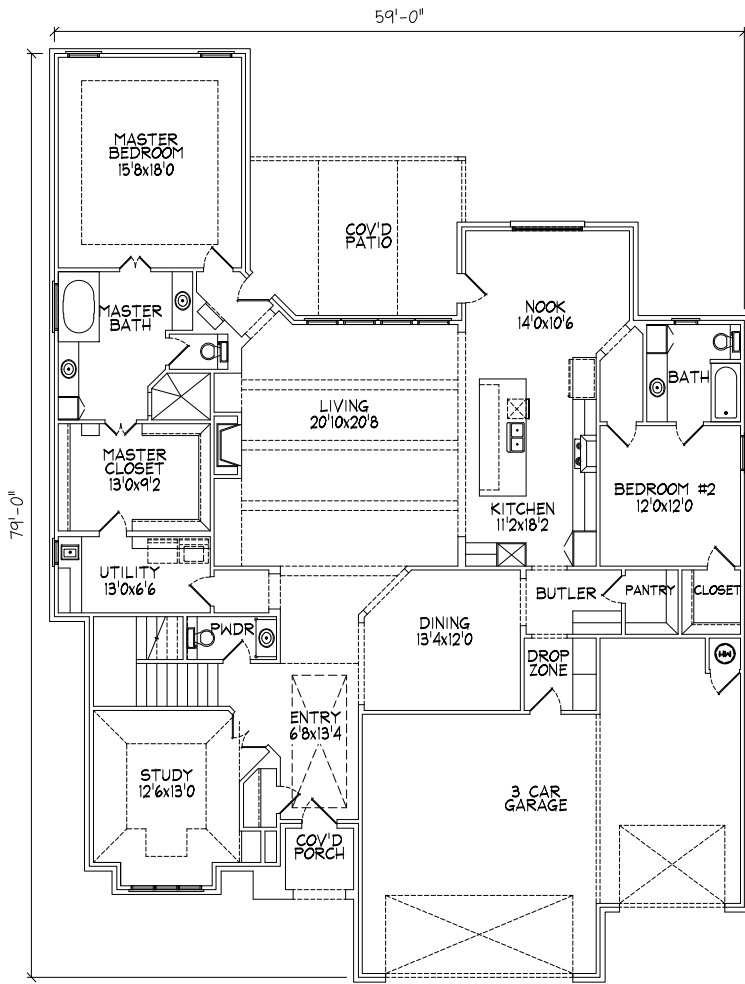 59'-0"
MASTER
BEDROOM
15'8x18'0
COV'D
PATIO
MASTER
BATH
NOOK
14'0x10'6
BATH
LIVING
20'10x20'8
MASTER
CLOSET
13'0x9'2
BEDROOM #2
12'0x12'0
KITCHEN
11'2x18'2
79'-0"
UTILITY
13'0x6'6
BUTLER
PANTRY
CLOSET
PWDR
DINING
13'4x12'0
DROP
ZONE
WH
ENTRY
6'8x13'4
STUDY
12'6x13'0
3 CAR
GARAGE
COV'D
PORCH